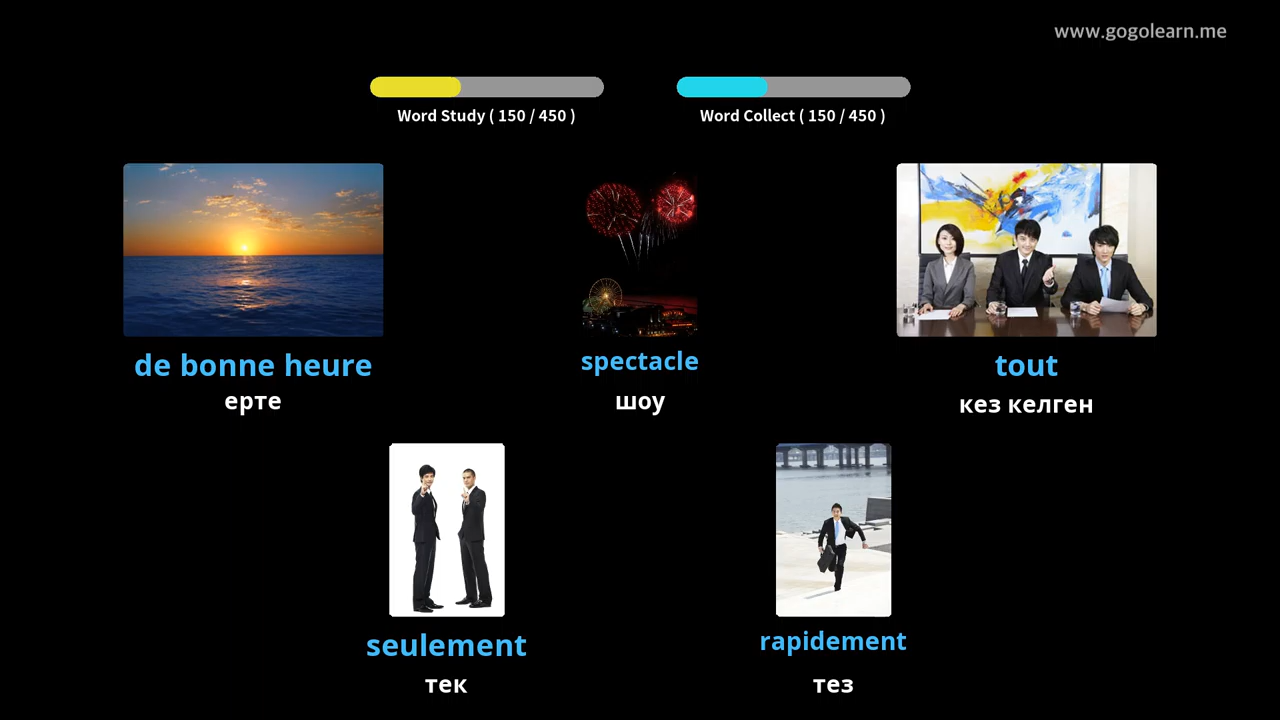 www.gogolearn.me
Word Study ( 150 / 450 )
Word Collect ( 150 / 450 )
de bonne heure
ерте
spectacle
шоу
tout
кез келген
seulement
тек
rapidement
тез